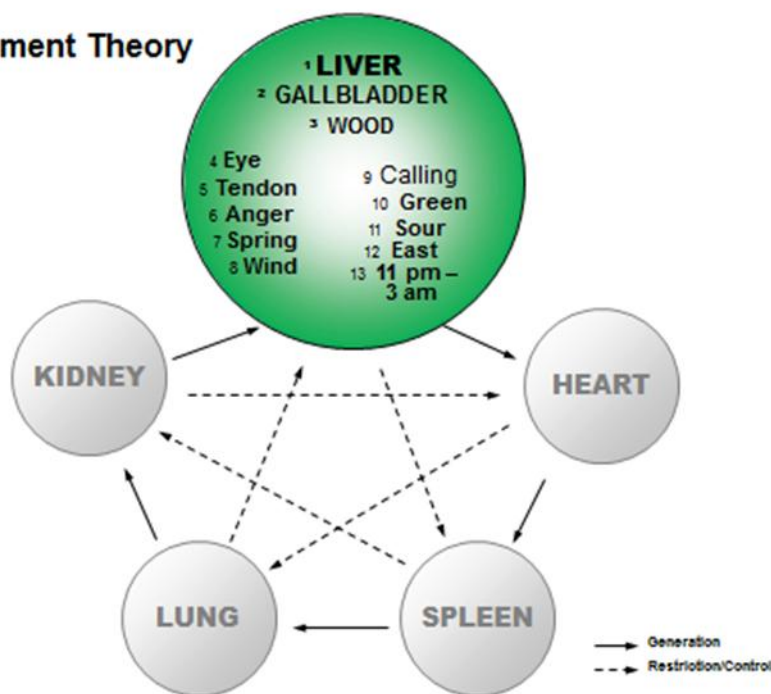 ment Theory
1 LIVER
2 GALLBLADDER
3 WOOD
4 Eye
5 Tendon
6 Anger
7 Spring
8 Wind
9 Calling
10 Green
11 Sour
12 East
13 11 pm –
3 am
KIDNEY
HEART
LUNG
SPLEEN
Generation
Restriction/Control